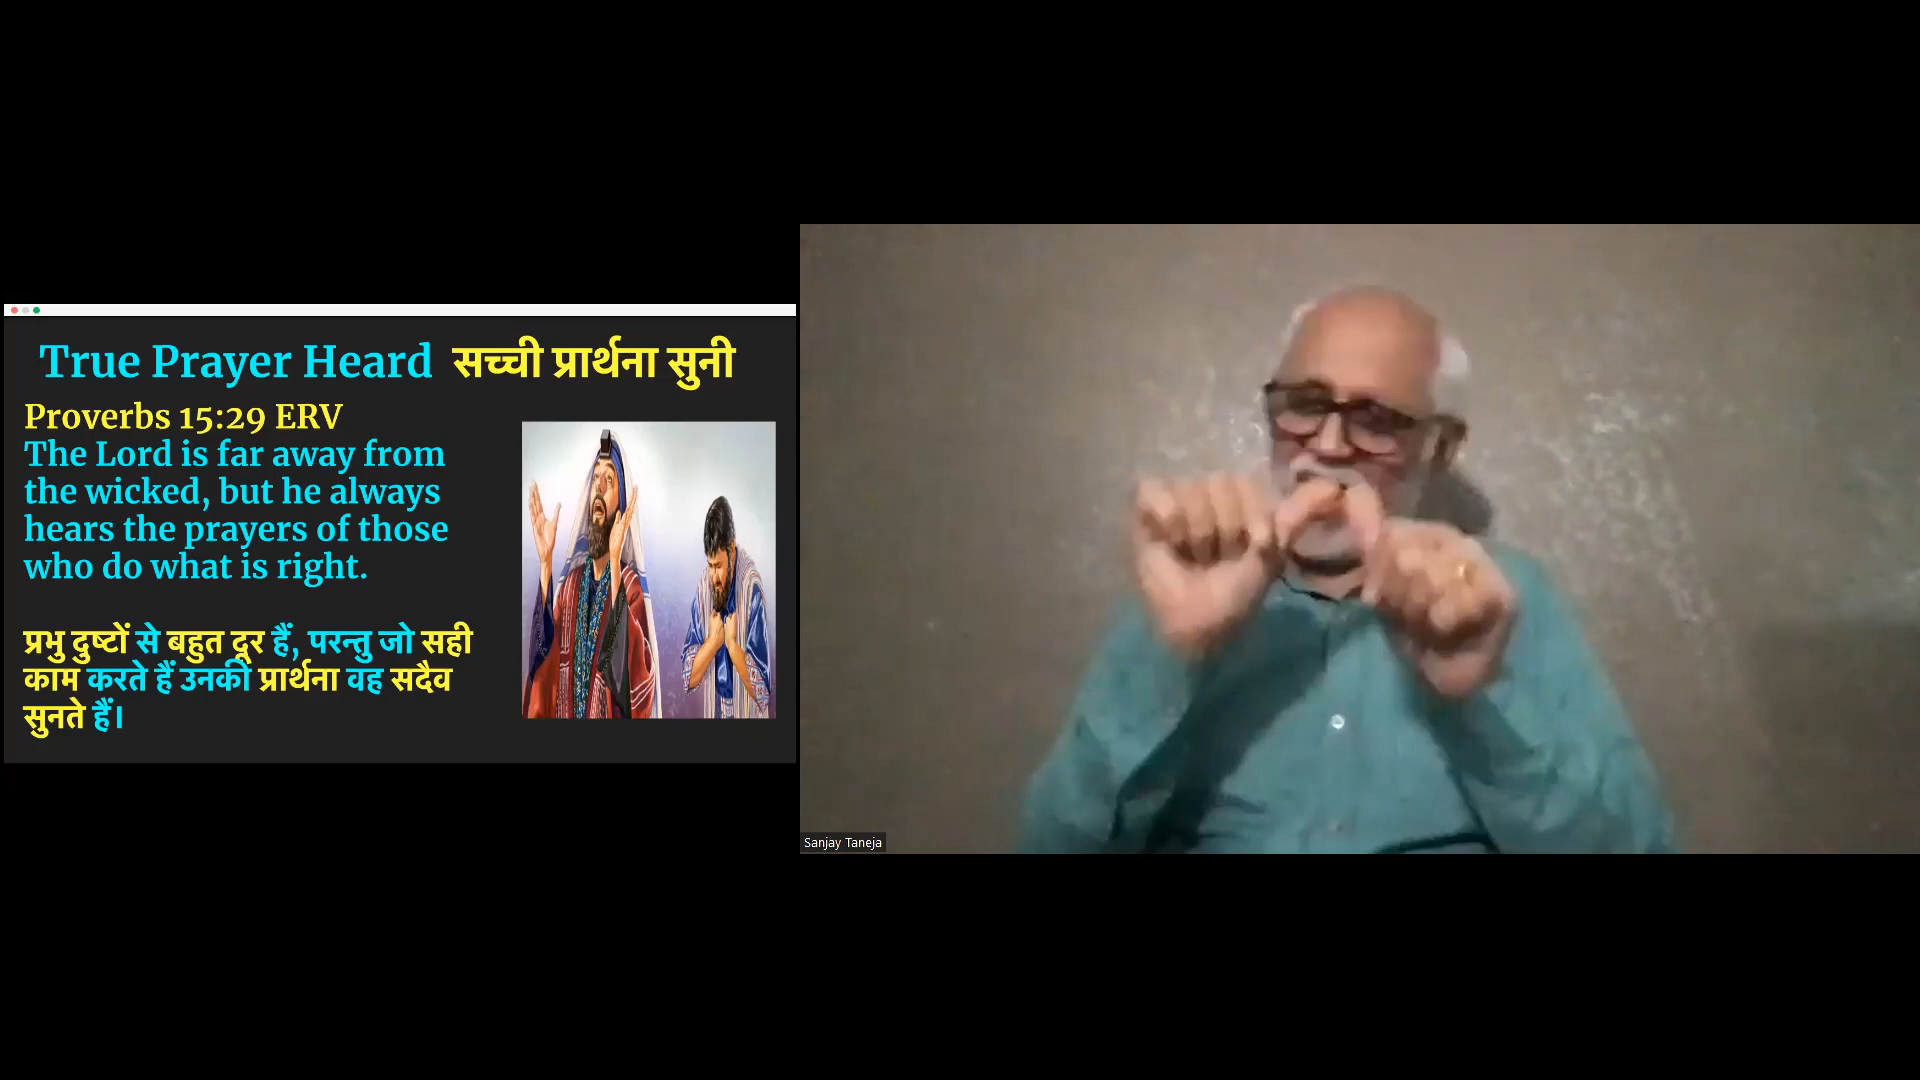 True Prayer Heard सच्ची प्रार्थना सुनी
Proverbs 15:29 ERV
The Lord is far away from
the wicked, but he always
hears the prayers of those
who do what is right.
प्रभु दुष्टों से बहुत दूर हैं, परन्तु जो सही
काम करते हैं उनकी प्रार्थना वह सदैव
सुनते हैं।
Sanjay Taneja